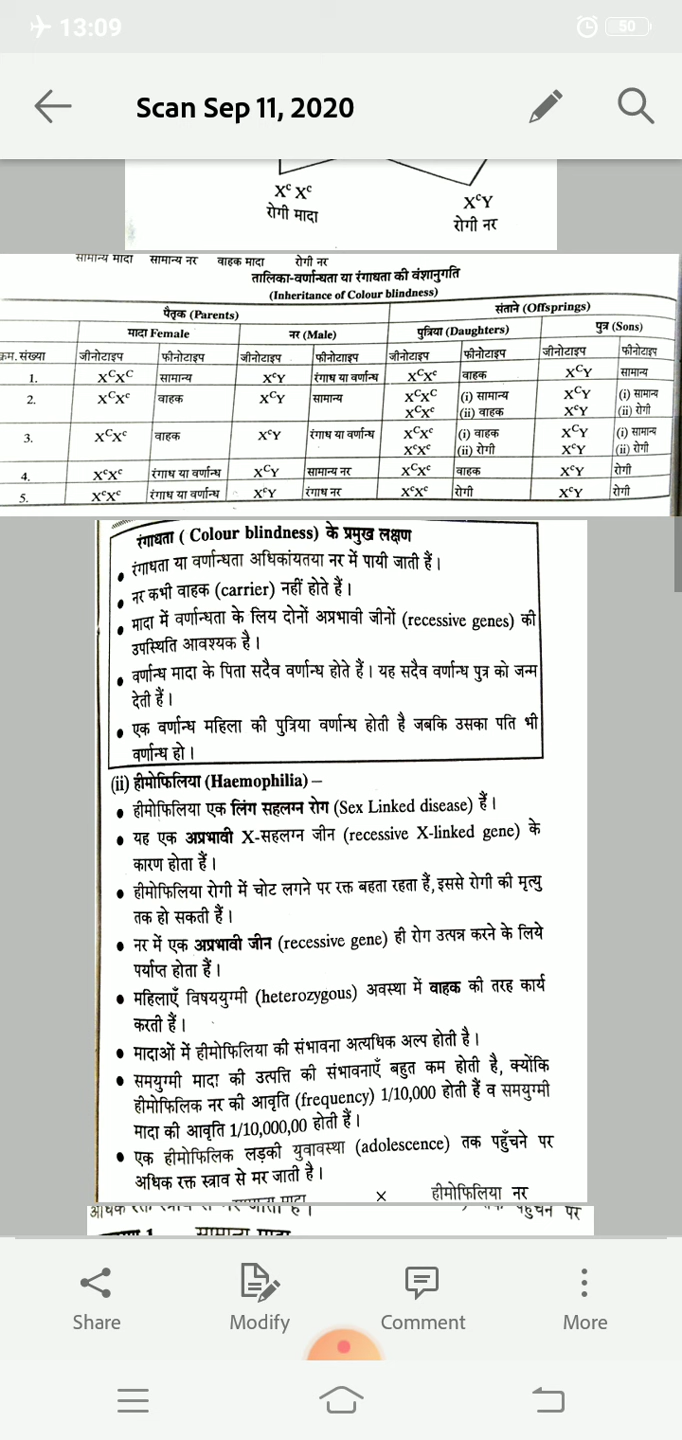 13:09
50
Scan Sep 11, 2020
Xᶜ Xᶜ
रोगी मादा
XᶜY
रोगी नर
सामान्य मादा सामान्य नर वाहक मादा रोगी नर
तालिका-वर्णान्धता या रंगाधता की वंशानुगति
(Inheritance of Colour blindness)
पैतृक (Parents) संताने (Offsprings)
मादा Female नर (Male) पुत्रिया (Daughters) पुत्र (Sons)
क्रम. संख्या जीनोटाइप फीनोटाइप जीनोटाइप फीनोटााइप जीनोटाइप फीनोटाइप जीनोटाइप फीनोटाइप
1. XCXC सामान्य XᶜY रंगाध या वर्णान्ध XCXᶜ वाहक XCY सामान्य
2. XCXᶜ वाहक XCY सामान्य XCXC (i) सामान्य XCY (i) सामान्य
XCXᶜ (ii) वाहक XᶜY (ii) रोगी
3. XCXᶜ वाहक XᶜY रंगाध या वर्णान्ध XCXᶜ (i) वाहक XCY (i) सामान्य
XᶜXᶜ (ii) रोगी XᶜY (ii) रोगी
4. XᶜXᶜ रंगाध या वर्णान्ध XCY सामान्य नर XCXᶜ वाहक XᶜY रोगी
5. XᶜXᶜ रंगाध या वर्णान्ध XᶜY रंगाध नर XᶜXᶜ रोगी XᶜY रोगी
रंगाधता ( Colour blindness) के प्रमुख लक्षण
• रंगाधता या वर्णान्धता अधिकांयतया नर में पायी जाती हैं।
• नर कभी वाहक (carrier) नहीं होते हैं।
• मादा में वर्णान्धता के लिय दोनों अप्रभावी जीनों (recessive genes) की
उपस्थिति आवश्यक है।
• वर्णान्ध मादा के पिता सदैव वर्णान्ध होते हैं। यह सदैव वर्णान्ध पुत्र को जन्म
देती हैं।
• एक वर्णान्ध महिला की पुत्रिया वर्णान्ध होती है जबकि उसका पति भी
वर्णान्ध हो।
(ii) हीमोफिलिया (Haemophilia) –
• हीमोफिलिया एक लिंग सहलग्न रोग (Sex Linked disease) हैं।
• यह एक अप्रभावी X-सहलग्न जीन (recessive X-linked gene) के
कारण होता हैं।
• हीमोफिलिया रोगी में चोट लगने पर रक्त बहता रहता हैं, इससे रोगी की मृत्यु
तक हो सकती हैं।
• नर में एक अप्रभावी जीन (recessive gene) ही रोग उत्पन्न करने के लिये
पर्याप्त होता हैं।
• महिलाएँ विषययुग्मी (heterozygous) अवस्था में वाहक की तरह कार्य
करती हैं।
• मादाओं में हीमोफिलिया की संभावना अत्यधिक अल्प होती है।
• समयुग्मी मादा की उत्पत्ति की संभावनाएँ बहुत कम होती है, क्योंकि
हीमोफिलिक नर की आवृति (frequency) 1/10,000 होती हैं व समयुग्मी
मादा की आवृति 1/10,000,00 होती हैं।
• एक हीमोफिलिक लड़की युवावस्था (adolescence) तक पहुँचने पर
अधिक रक्त स्त्राव से मर जाती है।
सामान्य मादा × हीमोफिलिया नर
पहुँचने पर
सामान्य मादा
Share Modify Comment More